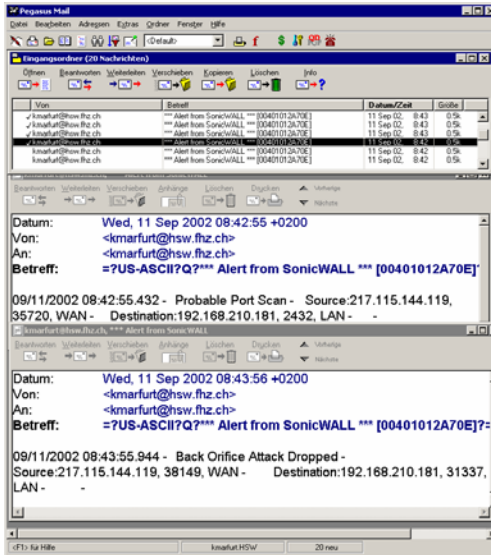 Pegasus Mail
Datei Bearbeiten Adressen Extras Ordner Fenster Hilfe
<Default>
Eingangsordner (20 Nachrichten)
Öffnen Beantworten Weiterleiten Verschieben Kopieren Löschen Info
Von Betreff Datum/Zeit Größe
kmarfurt@hsw.fhz.ch *** Alert from SonicWALL *** [00401012A70E] 11 Sep 02, 8:43 0.5k
kmarfurt@hsw.fhz.ch *** Alert from SonicWALL *** [00401012A70E] 11 Sep 02, 8:43 0.5k
kmarfurt@hsw.fhz.ch *** Alert from SonicWALL *** [00401012A70E] 11 Sep 02, 8:43 0.5k
kmarfurt@hsw.fhz.ch *** Alert from SonicWALL *** [00401012A70E] 11 Sep 02, 8:42 0.5k
kmarfurt@hsw.fhz.ch *** Alert from SonicWALL *** [00401012A70E] 11 Sep 02, 8:42 0.5k
kmarfurt@hsw.fhz.ch *** Alert from SonicWALL *** [00401012A70E] 11 Sep 02, 8:42 0.5k
Beantworten Weiterleiten Verschieben Anhänge Löschen Drucken Vorherige
Nächste
Datum: Wed, 11 Sep 2002 08:42:55 +0200
Von: <kmarfurt@hsw.fhz.ch>
An: <kmarfurt@hsw.fhz.ch>
Betreff: =?US-ASCII?Q?*** Alert from SonicWALL *** [00401012A70E]?
09/11/2002 08:42:55.432 - Probable Port Scan - Source:217.115.144.119,
35720, WAN - Destination:192.168.210.181, 2432, LAN - -
kmarfurt@hsw.fhz.ch, *** Alert from SonicWALL
Beantworten Weiterleiten Verschieben Anhänge Löschen Drucken Vorherige
Nächste
Datum: Wed, 11 Sep 2002 08:43:56 +0200
Von: <kmarfurt@hsw.fhz.ch>
An: <kmarfurt@hsw.fhz.ch>
Betreff: =?US-ASCII?Q?*** Alert from SonicWALL *** [00401012A70E]?=
09/11/2002 08:43:55.944 - Back Orifice Attack Dropped -
Source:217.115.144.119, 38149, WAN - Destination:192.168.210.181, 31337,
LAN - -
<F1> für Hilfe kmarfurt.HSW 20 neu